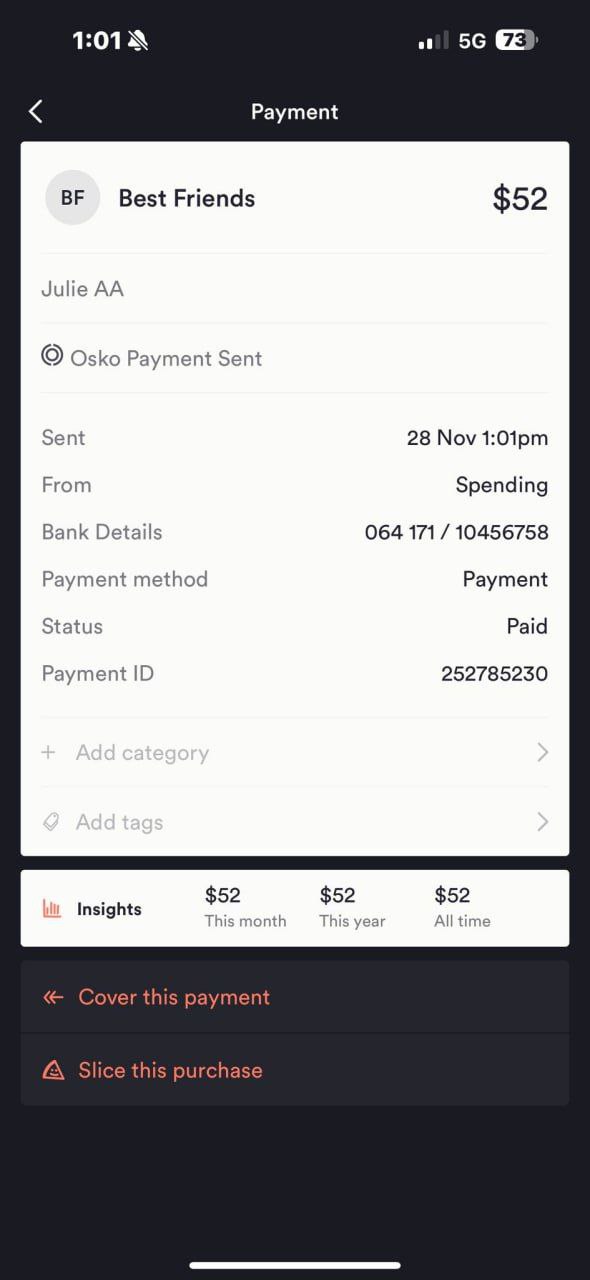 1:01
5G 73
Payment
BF Best Friends $52
Julie AA
Osko Payment Sent
Sent 28 Nov 1:01pm
From Spending
Bank Details 064 171 / 10456758
Payment method Payment
Status Paid
Payment ID 252785230
+ Add category
Add tags
Insights
$52 $52 $52
This month This year All time
Cover this payment
Slice this purchase